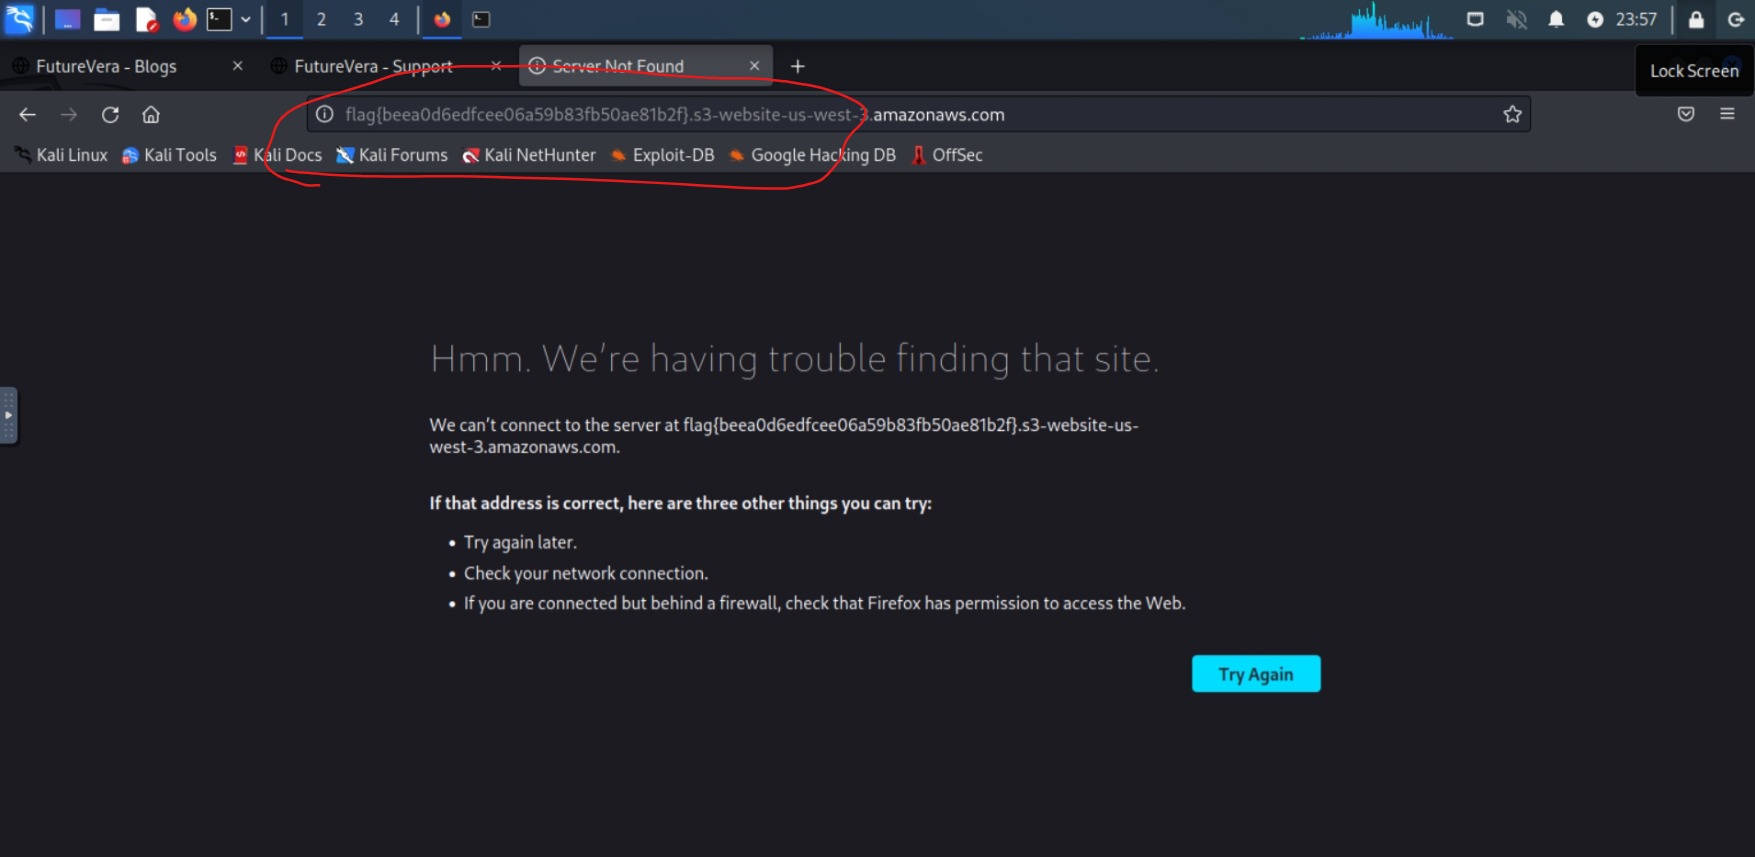 1 2 3 4 23:57
FutureVera - Blogs FutureVera - Support Server Not Found
Lock Screen
flag{beea0d6edfcee06a59b83fb50ae81b2f}.s3-website-us-west-3.amazonaws.com
Kali Linux Kali Tools Kali Docs Kali Forums Kali NetHunter Exploit-DB Google Hacking DB OffSec
Hmm. We’re having trouble finding that site.
We can’t connect to the server at flag{beea0d6edfcee06a59b83fb50ae81b2f}.s3-website-us-
west-3.amazonaws.com.
If that address is correct, here are three other things you can try:
• Try again later.
• Check your network connection.
• If you are connected but behind a firewall, check that Firefox has permission to access the Web.
Try Again